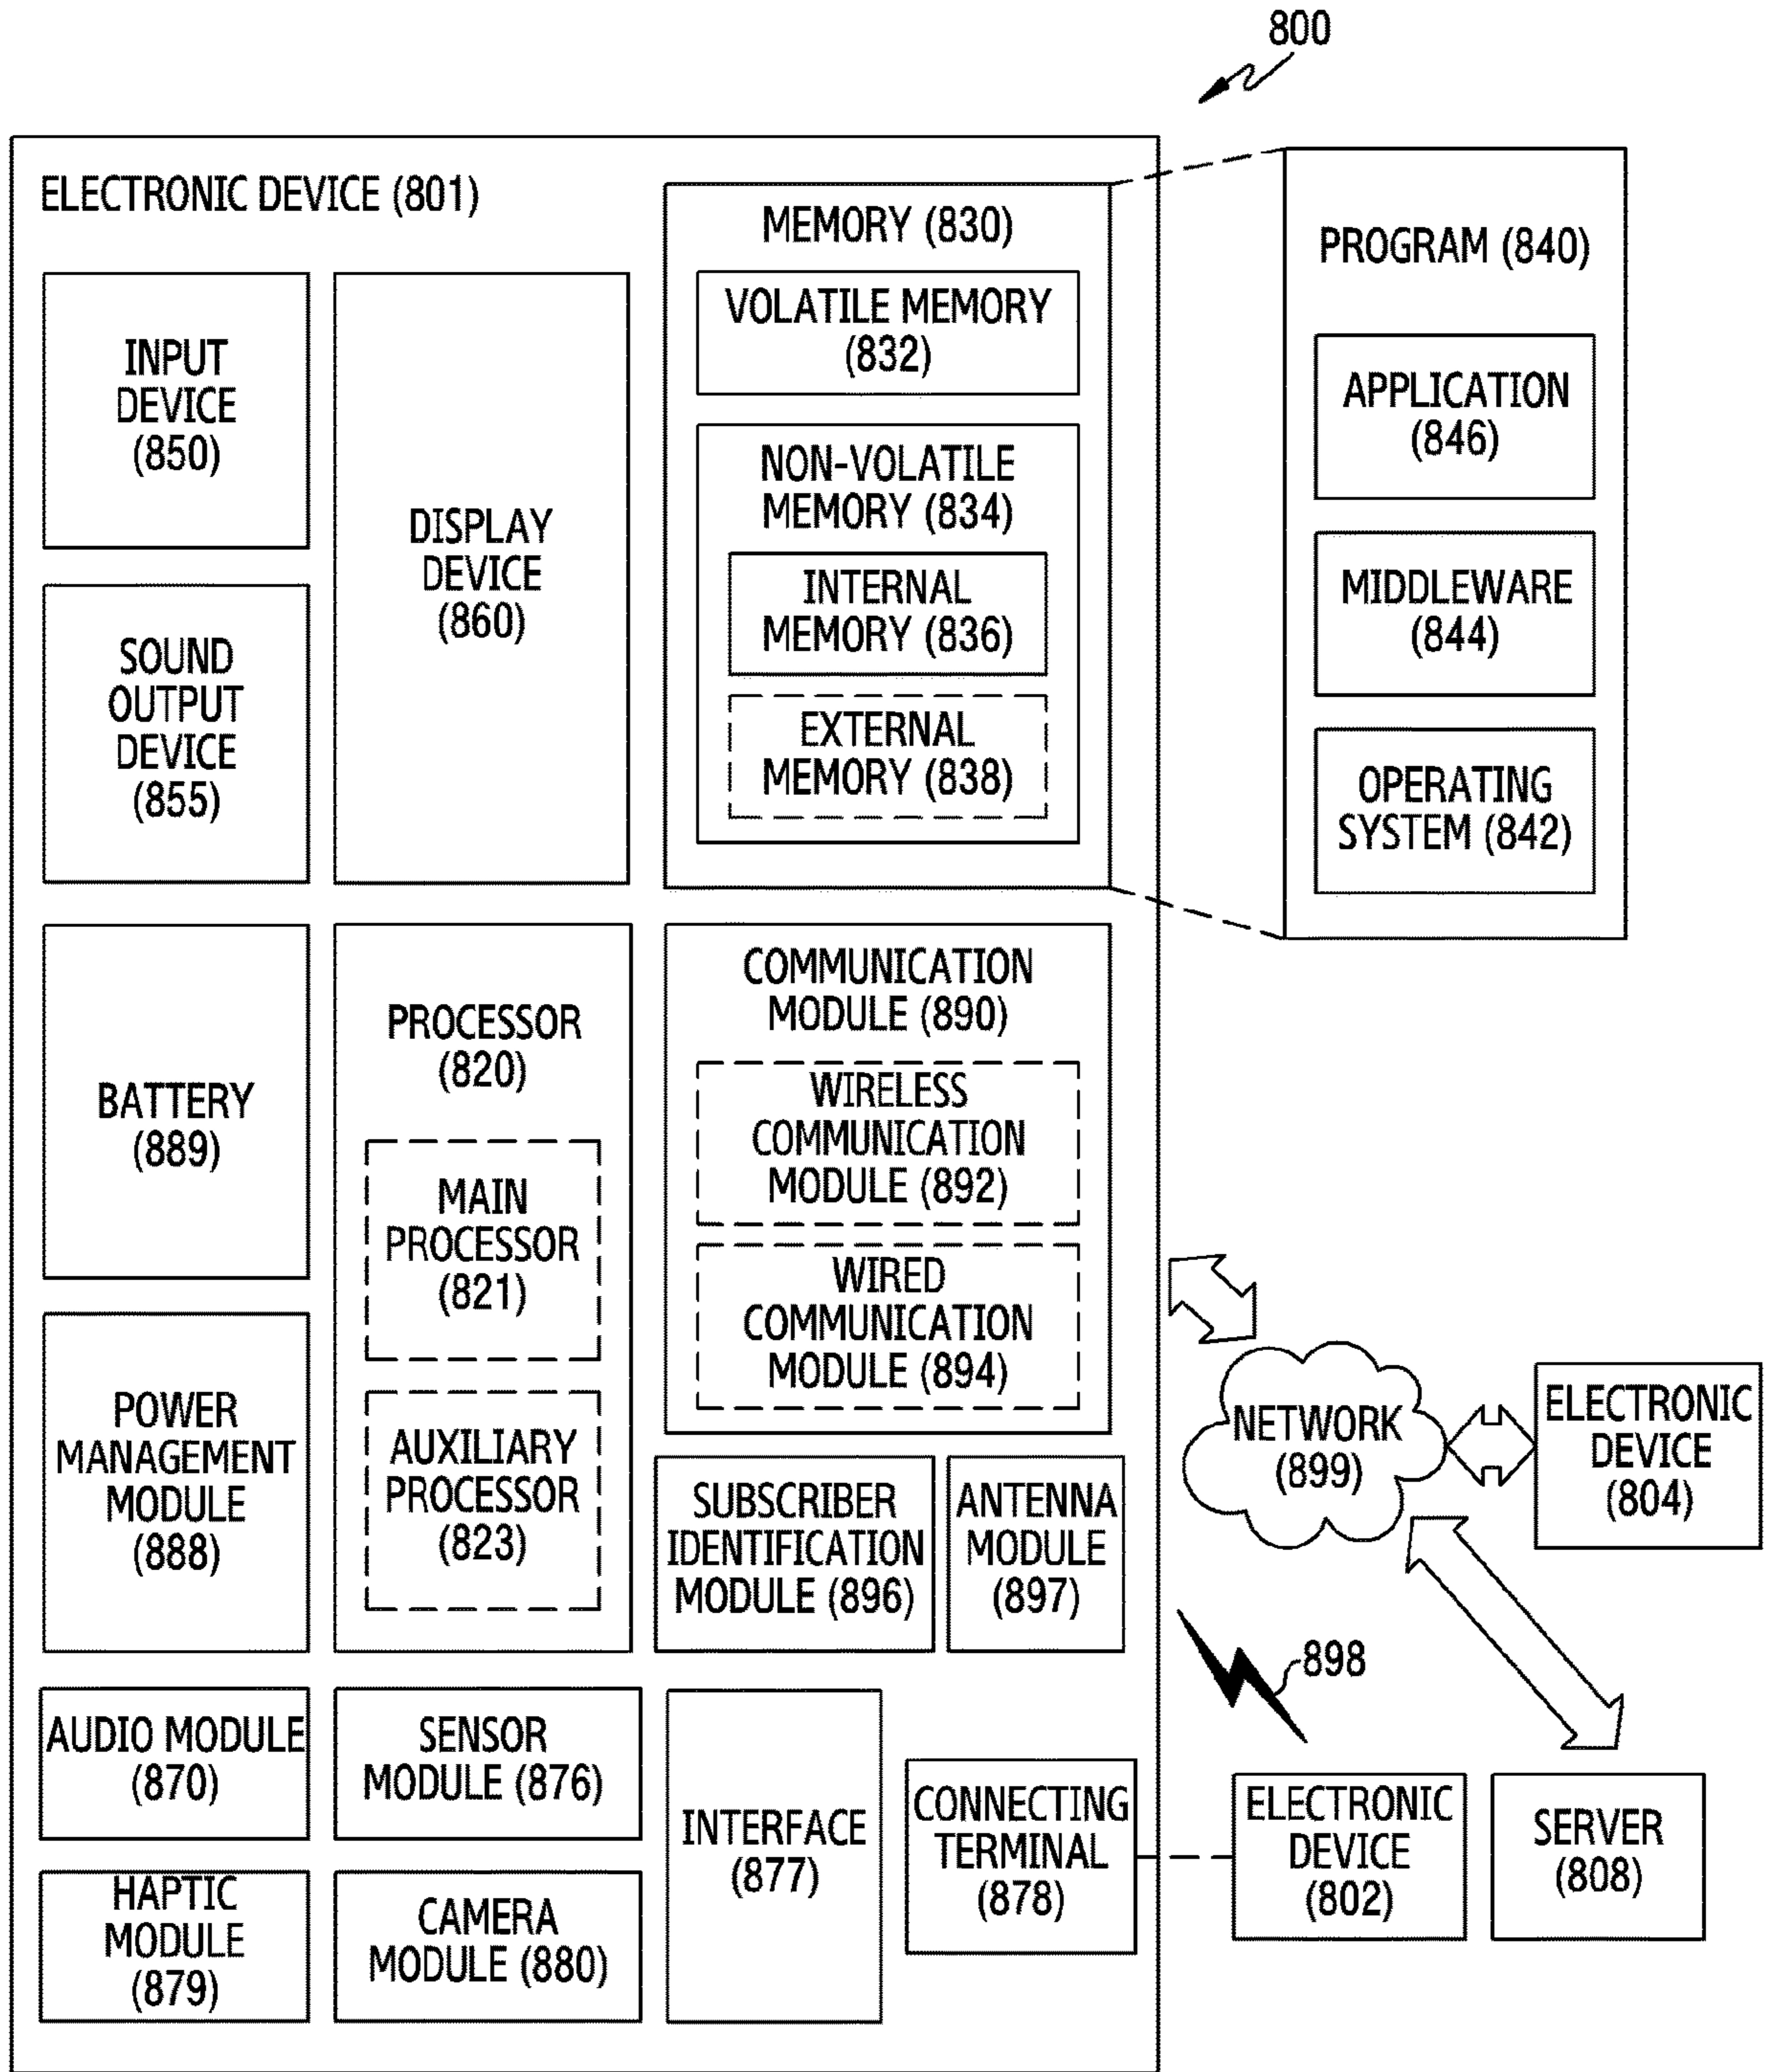 800
ELECTRONIC DEVICE (801)
INPUT
DEVICE
(850)
SOUND
OUTPUT
DEVICE
(855)
DISPLAY
DEVICE
(860)
MEMORY (830)
VOLATILE MEMORY
(832)
NON-VOLATILE
MEMORY (834)
INTERNAL
MEMORY (836)
EXTERNAL
MEMORY (838)
PROGRAM (840)
APPLICATION
(846)
MIDDLEWARE
(844)
OPERATING
SYSTEM (842)
BATTERY
(889)
POWER
MANAGEMENT
MODULE
(888)
PROCESSOR
(820)
MAIN
PROCESSOR
(821)
AUXILIARY
PROCESSOR
(823)
COMMUNICATION
MODULE (890)
WIRELESS
COMMUNICATION
MODULE (892)
WIRED
COMMUNICATION
MODULE (894)
SUBSCRIBER
IDENTIFICATION
MODULE (896)
ANTENNA
MODULE
(897)
NETWORK
(899)
ELECTRONIC
DEVICE
(804)
898
AUDIO MODULE
(870)
SENSOR
MODULE (876)
HAPTIC
MODULE
(879)
CAMERA
MODULE (880)
INTERFACE
(877)
CONNECTING
TERMINAL
(878)
ELECTRONIC
DEVICE
(802)
SERVER
(808)